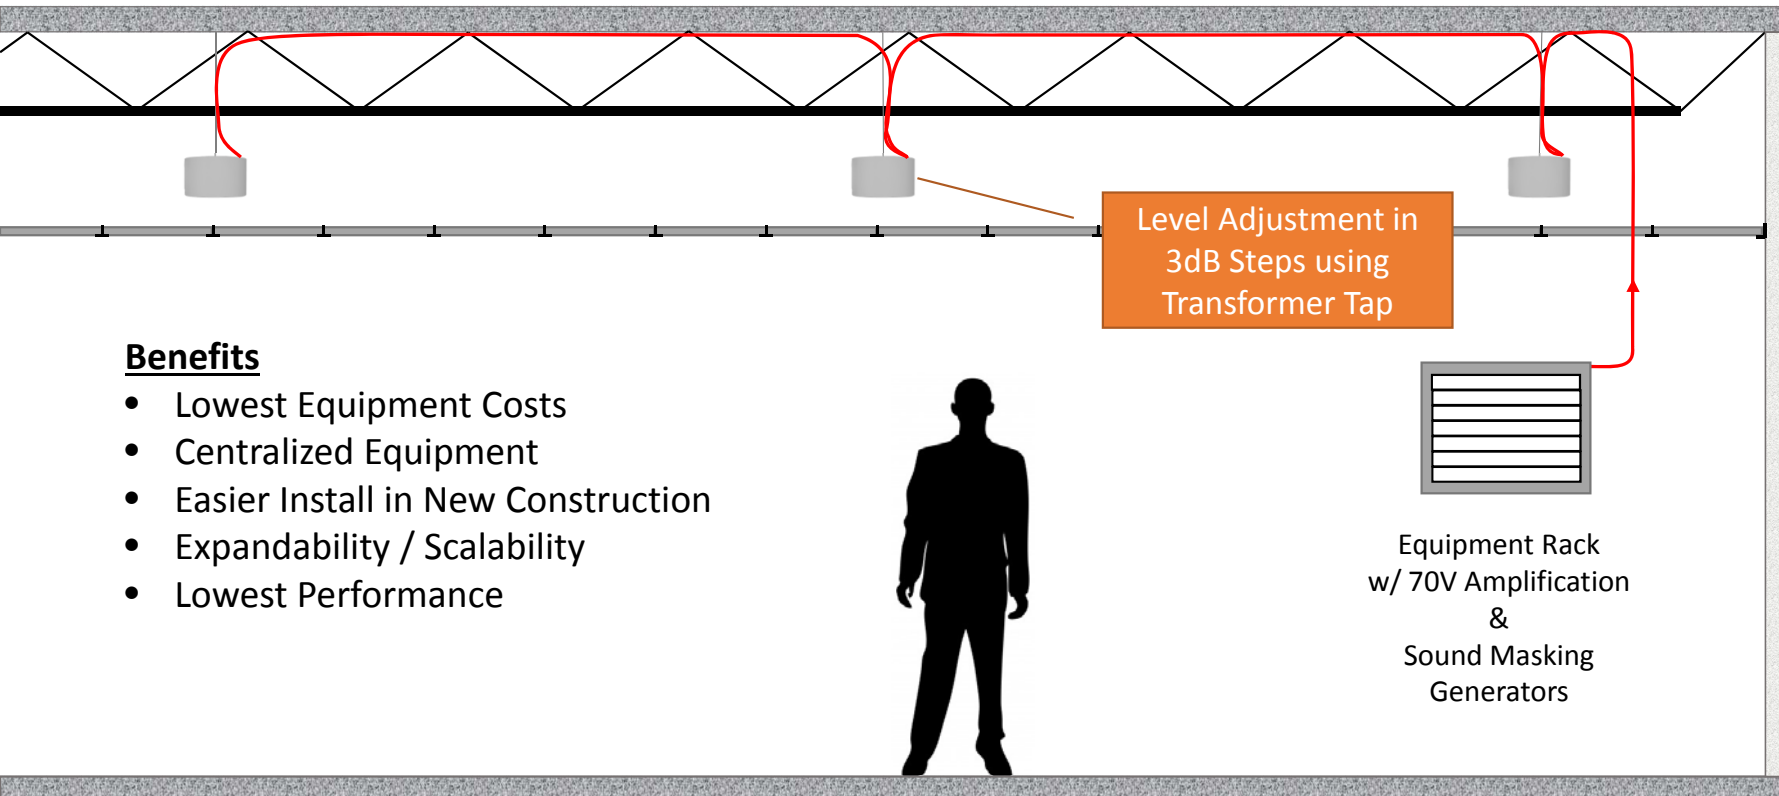 Level Adjustment in
3dB Steps using
Transformer Tap
Benefits
• Lowest Equipment Costs
• Centralized Equipment
• Easier Install in New Construction
• Expandability / Scalability
• Lowest Performance
Equipment Rack
w/ 70V Amplification
&
Sound Masking
Generators